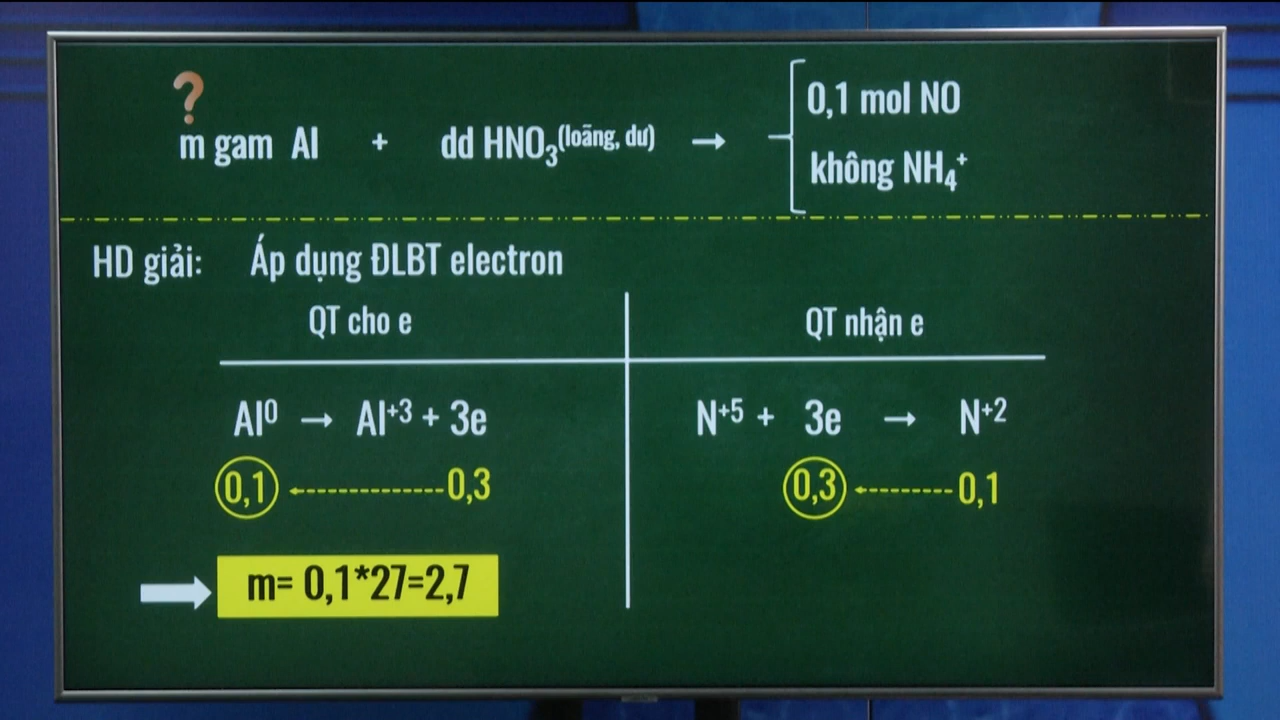 ?
m gam Al + dd HNO₃(loãng, dư) → 0,1 mol NO
không NH₄⁺
HD giải: Áp dụng ĐLBT electron
QT cho e
QT nhận e
Al⁰ → Al⁺³ + 3e
N⁺⁵ + 3e → N⁺²
0,1 0,3
0,3 0,1
m= 0,1*27=2,7